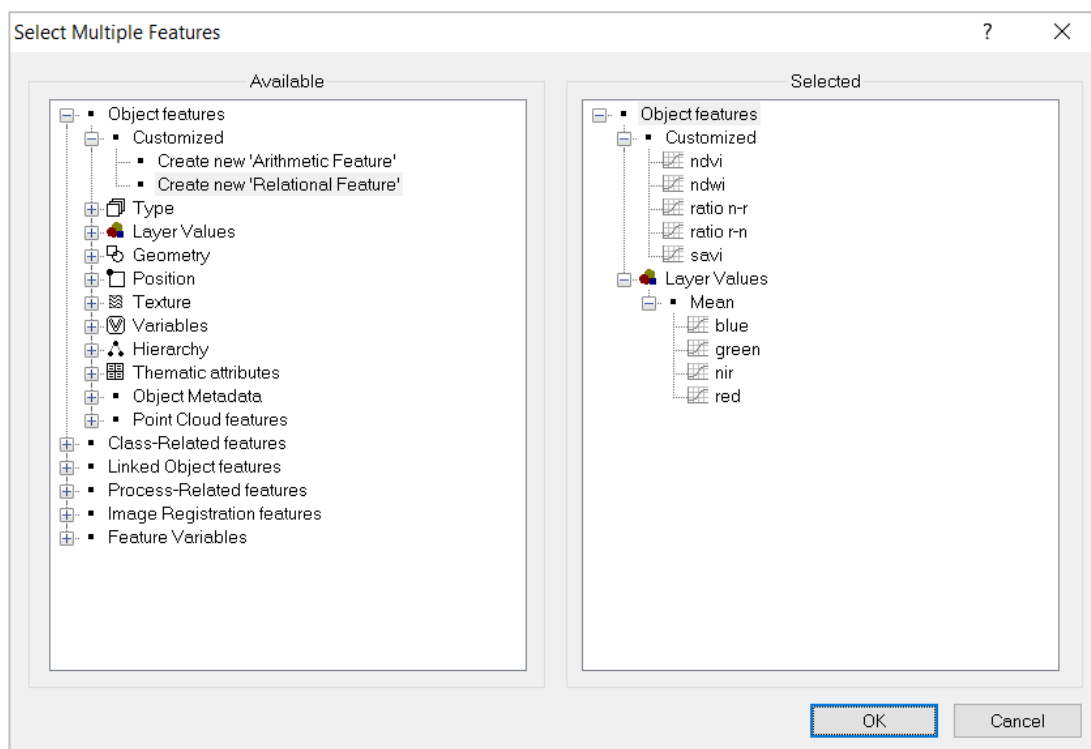 Select Multiple Features
?
Available
Object features
Customized
Create new 'Arithmetic Feature'
Create new 'Relational Feature'
Type
Layer Values
Geometry
Position
Texture
Variables
Hierarchy
Thematic attributes
Object Metadata
Point Cloud features
Class-Related features
Linked Object features
Process-Related features
Image Registration features
Feature Variables
Selected
Object features
Customized
ndvi
ndwi
ratio n-r
ratio r-n
savi
Layer Values
Mean
blue
green
nir
red
OK
Cancel